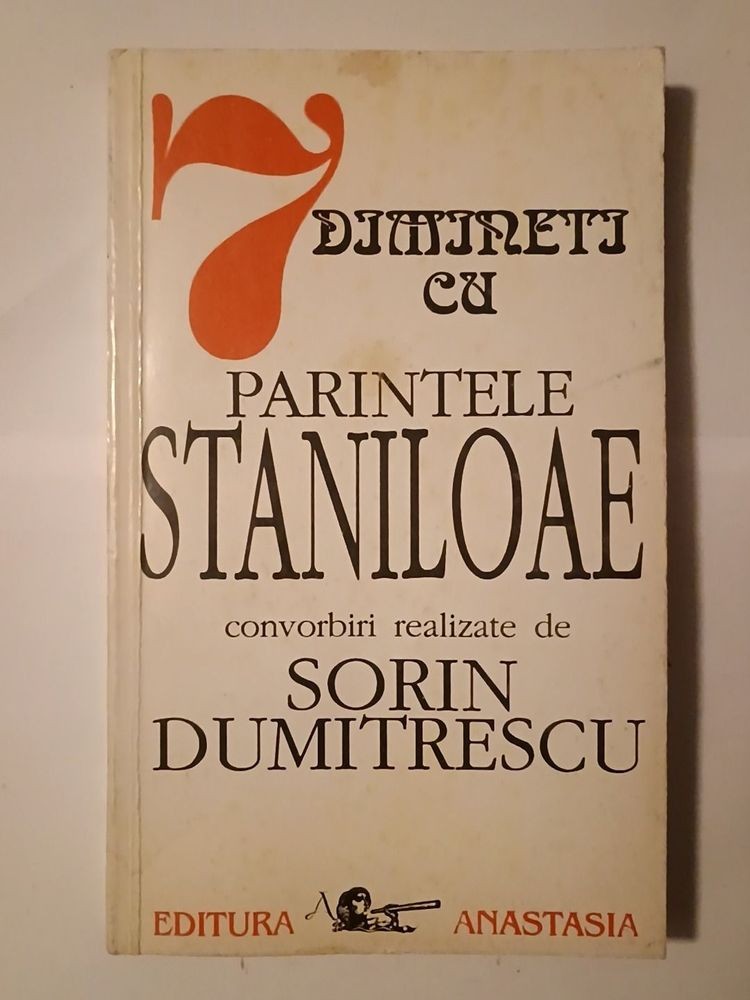 7 DIMINETI
CU
PARINTELE
STANILOAE
convorbiri realizate de
SORIN
DUMITRESCU
EDITURA A ANASTASIA